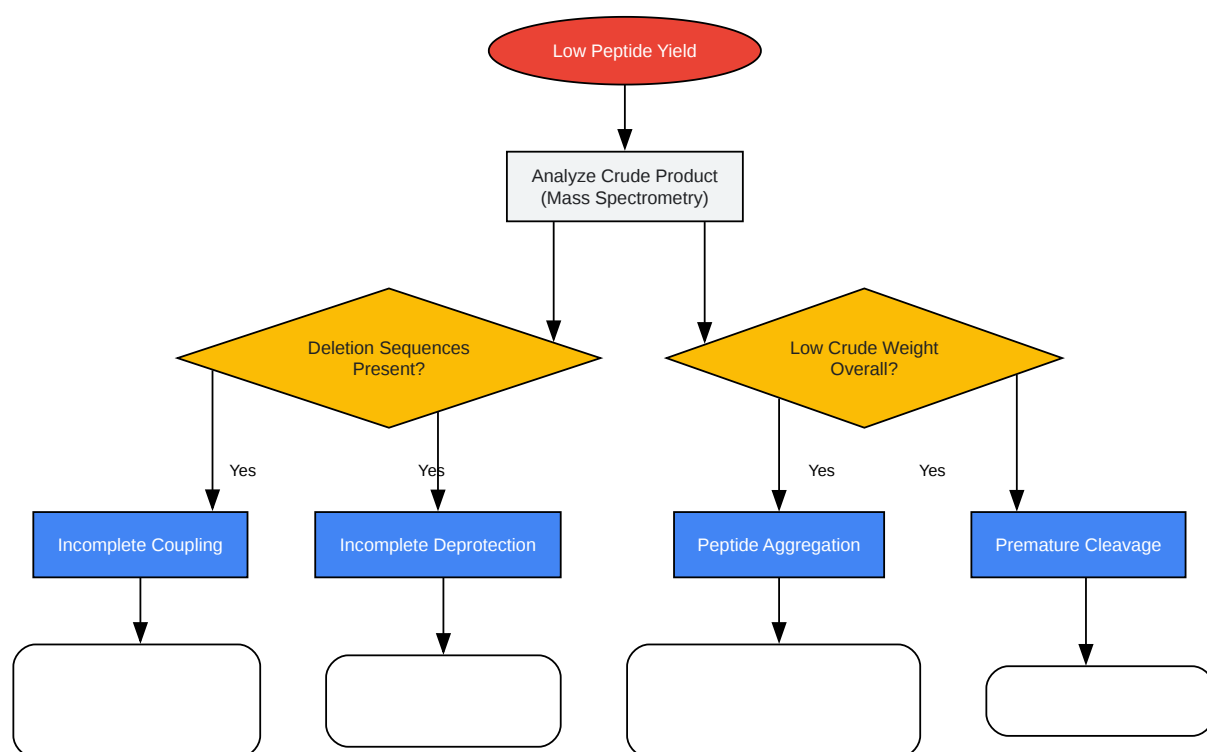 Low Peptide Yield
Analyze Crude Product
(Mass Spectrometry)
Deletion Sequences
Present?
Low Crude Weight
Overall?
Yes
Yes
Yes
Yes
Incomplete Coupling
Incomplete Deprotection
Peptide Aggregation
Premature Cleavage